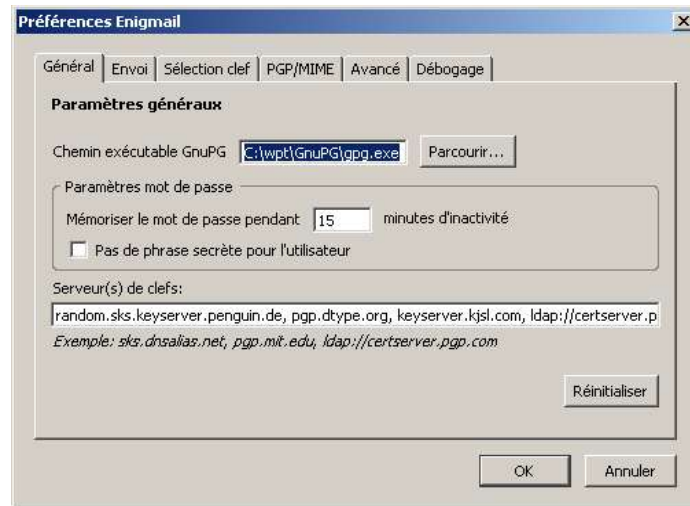 Préférences Enigmail
Général Envoi Sélection clef PGP/MIME Avancé Débogage
Paramètres généraux
Chemin exécutable GnuPG C:\wpt\GnuPG\gpg.exe Parcourir...
Paramètres mot de passe
Mémoriser le mot de passe pendant 15 minutes d'inactivité
Pas de phrase secrète pour l'utilisateur
Serveur(s) de clefs:
random.sks.keyserver.penguin.de, pgp.dtype.org, keyserver.kjsl.com, ldap://certserver.p
Exemple: sks.dnsalias.net, pgp.mit.edu, ldap://certserver.pgp.com
Réinitialiser
OK Annuler